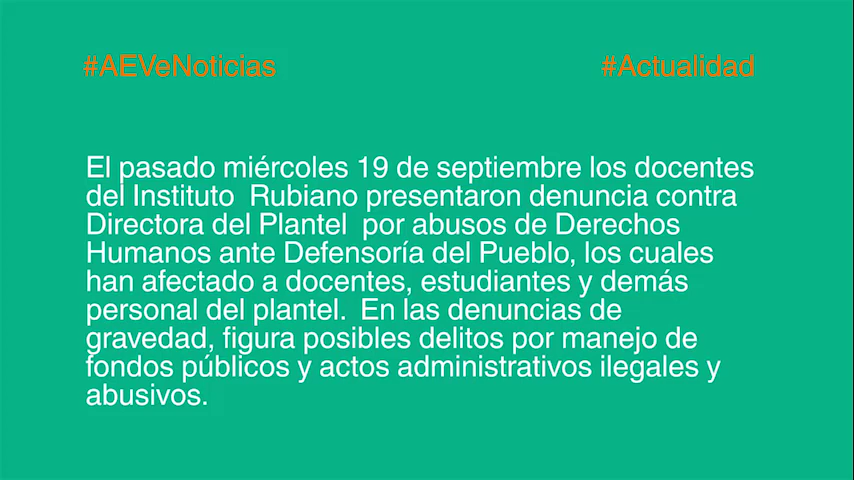 #AEVeNoticias #Actualidad
El pasado miércoles 19 de septiembre los docentes
del Instituto  Rubiano presentaron denuncia contra
Directora del Plantel  por abusos de Derechos
Humanos ante Defensoría del Pueblo, los cuales
han afectado a docentes, estudiantes y demás
personal del plantel.  En las denuncias de
gravedad, figura posibles delitos por manejo de
fondos públicos y actos administrativos ilegales y
abusivos.